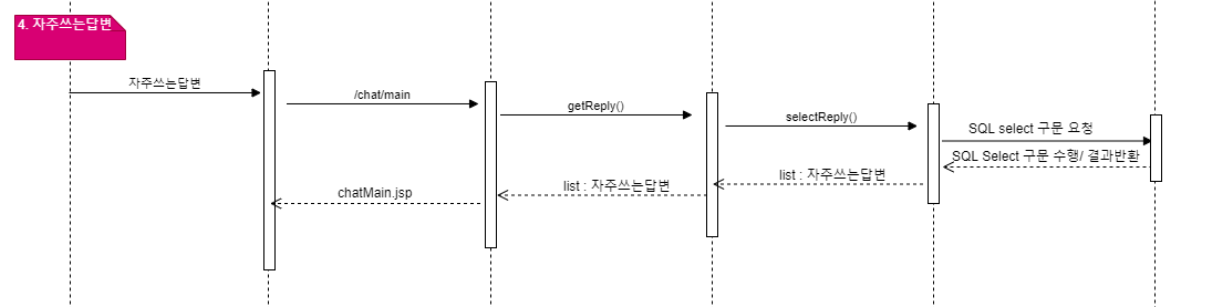 4. 자주쓰는답변
자주쓰는답변
/chat/main
getReply()
selectReply()
SQL select 구문 요청
SQL Select 구문 수행/ 결과반환
list : 자주쓰는답변
list : 자주쓰는답변
chatMain.jsp